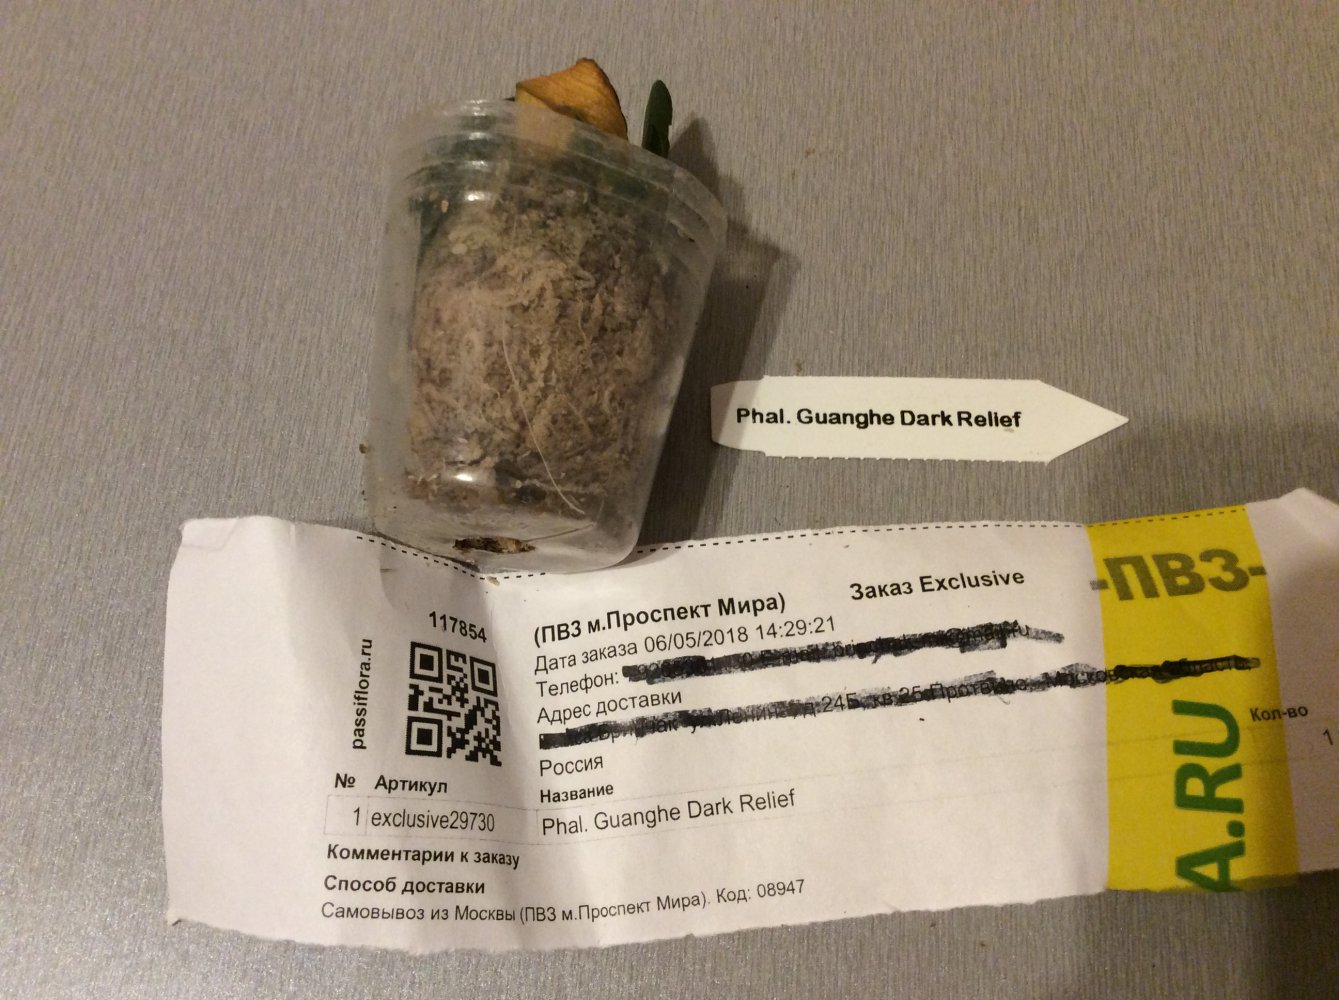 Phal. Guanghe Dark Relief
-ПВЗ-
A.RU
117854
passiflora.ru
(ПВЗ м.Проспект Мира) Заказ Exclusive
Дата заказа 06/05/2018 14:29:21
Телефон:
Адрес доставки
Россия
№ Артикул Название Кол-во
1 exclusive29730 Phal. Guanghe Dark Relief 1
Комментарии к заказу
Способ доставки
Самовывоз из Москвы (ПВЗ м.Проспект Мира). Код: 08947